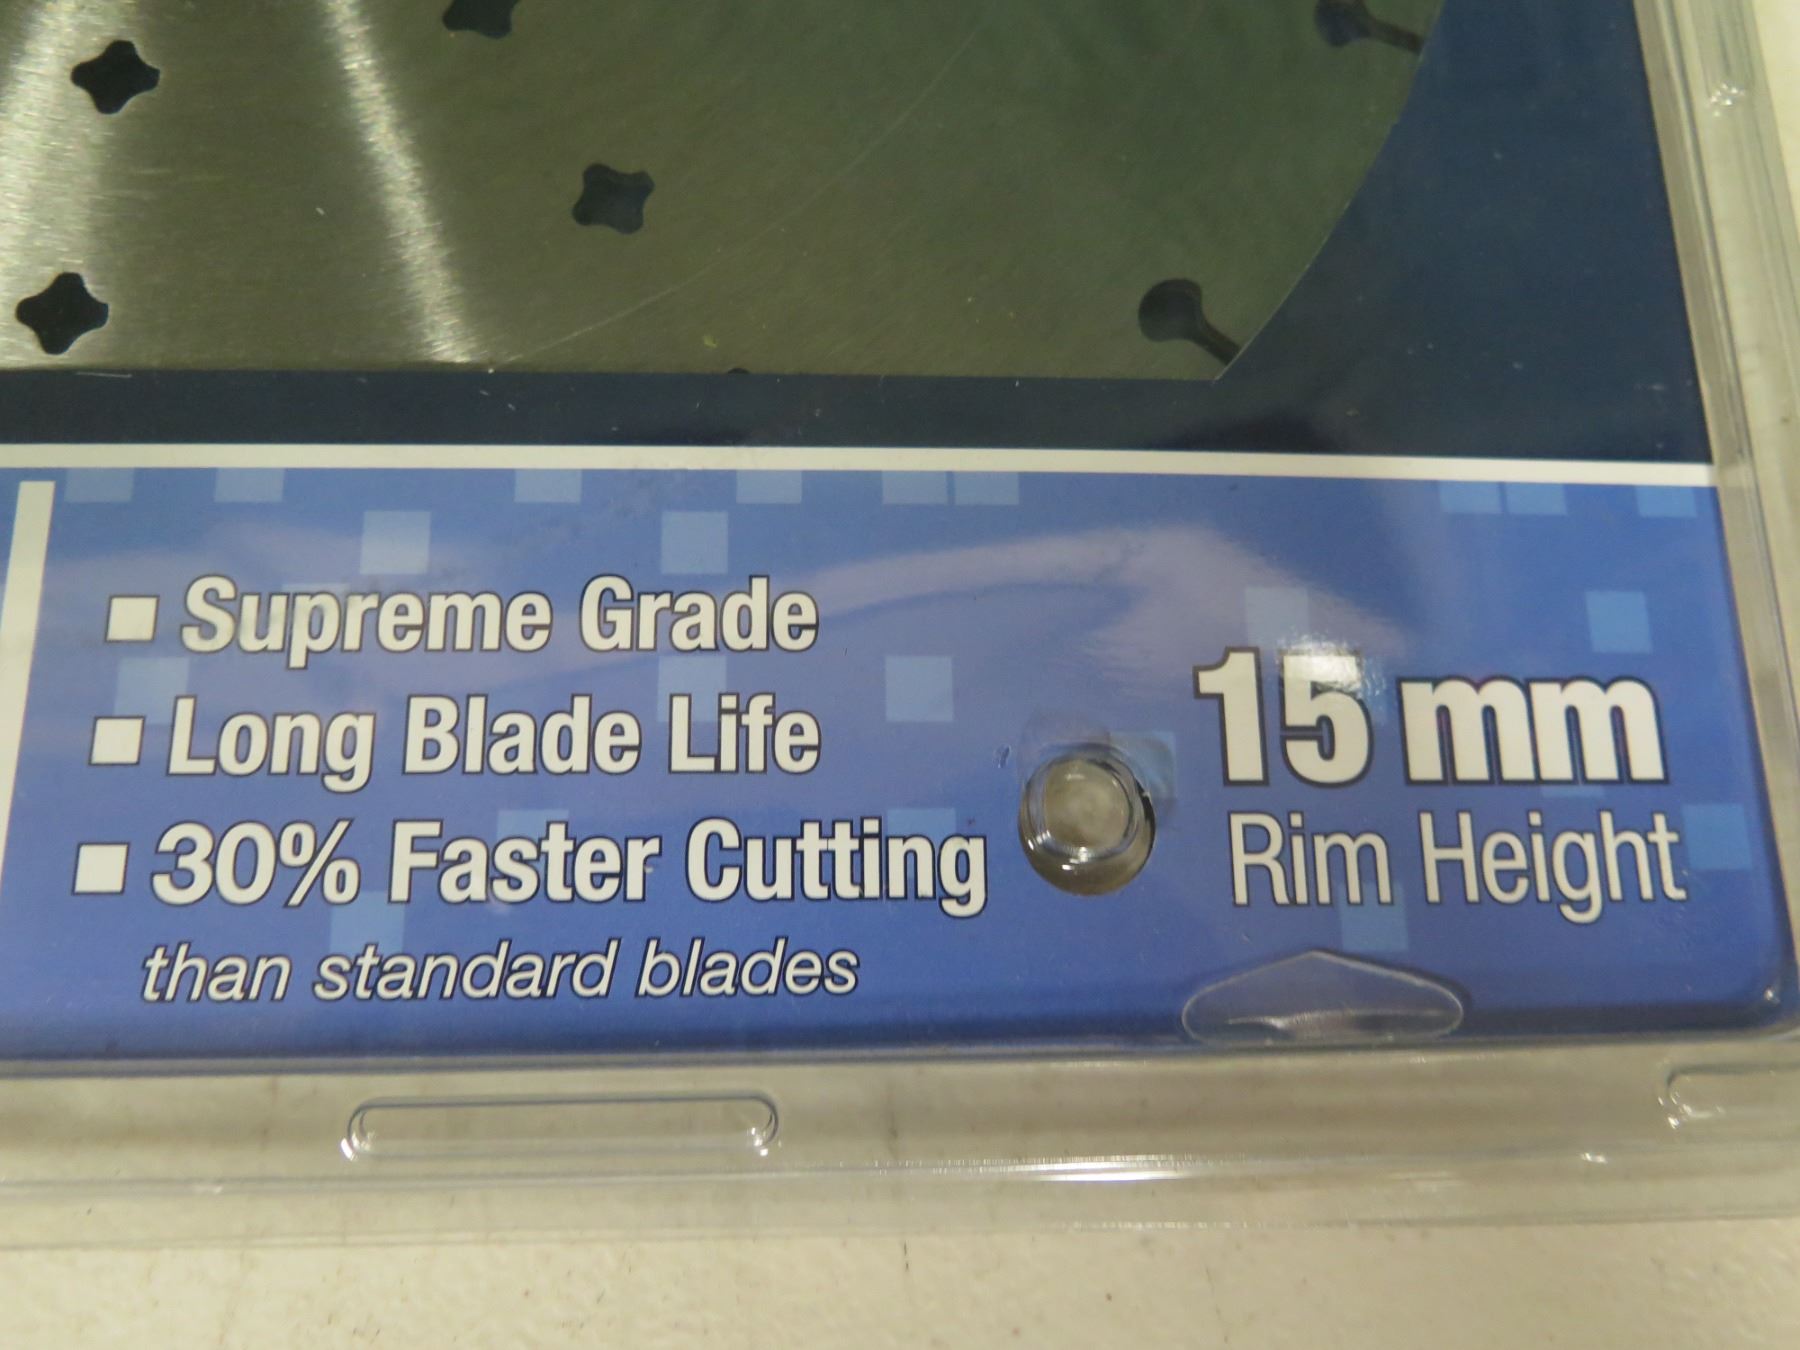 Supreme Grade
Long Blade Life
30% Faster Cutting
than standard blades
15 mm
Rim Height